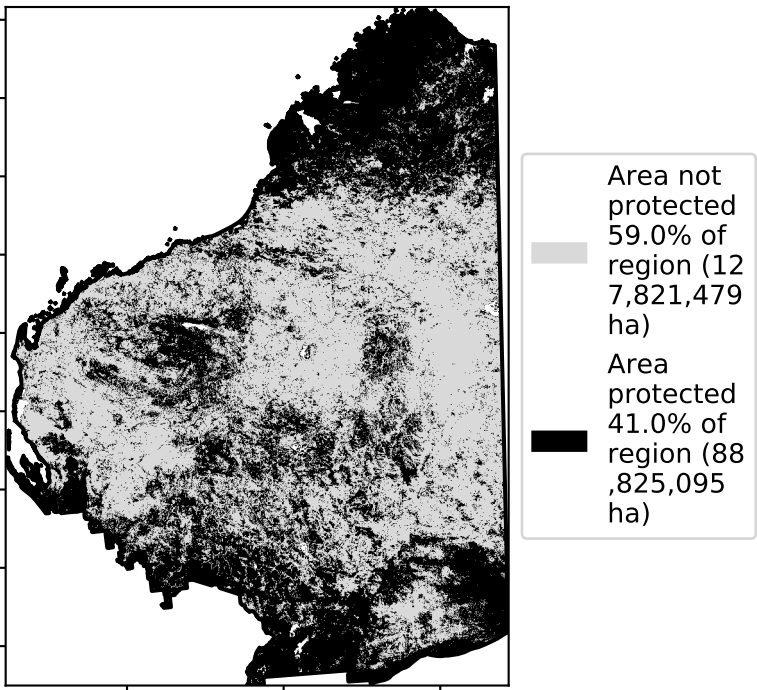 Area not
protected
59.0% of
region (12
7,821,479
ha)
Area
protected
41.0% of
region (88
,825,095
ha)